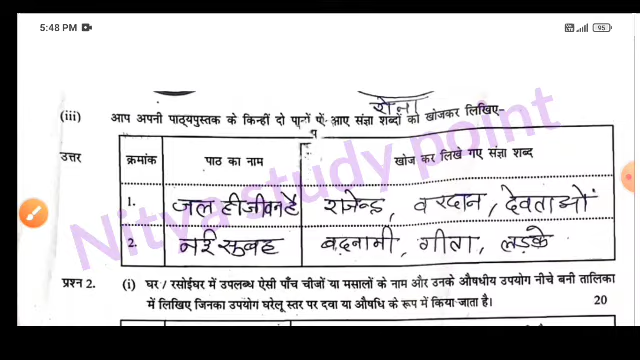 5:48 PM
95
रोना
(iii) आप अपनी पाठ्यपुस्तक के किन्हीं दो पाठों में आए संज्ञा शब्दों को खोजकर लिखिए-
उत्तर क्रमांक पाठ का नाम खोज कर लिखे गए संज्ञा शब्द
1. जल ही जीवन है राजेन्द्र, वरदान, देवताओं
2. नई सुबह बदनामी, गीता, लड़के
प्रश्न 2. (i) घर / रसोईघर में उपलब्ध ऐसी पाँच चीजों या मसालों के नाम और उनके औषधीय उपयोग नीचे बनी तालिका
में लिखिए जिनका उपयोग घरेलू स्तर पर दवा या औषधि के रूप में किया जाता है। 20
Nitya study point